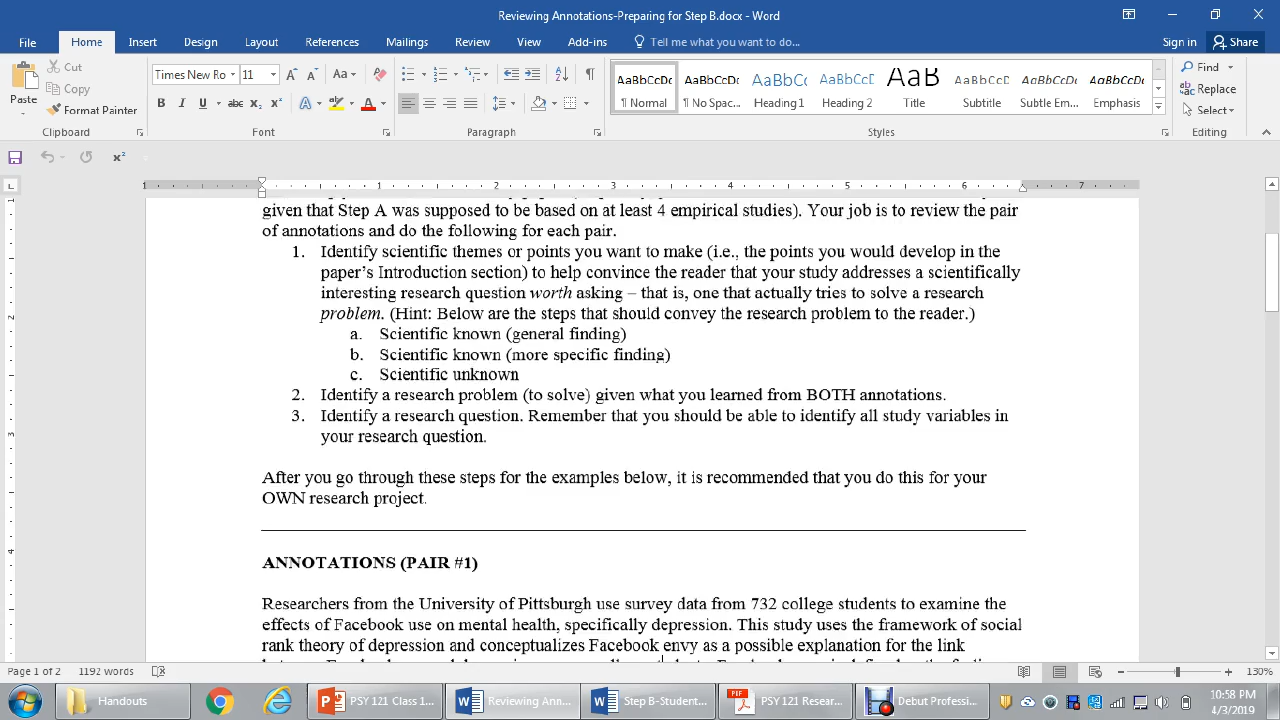 Reviewing Annotations-Preparing for Step B.docx - Word
File Home Insert Design Layout References Mailings Review View Add-ins Tell me what you want to do... Sign in Share
Paste
Cut
Copy
Format Painter
Clipboard
Times New Ro 11
Font
Paragraph
AaBbCcDc AaBbCcDc AaBbCc AaBbCcC AaB AaBbCcC AaBbCcDc AaBbCcDc
¶ Normal ¶ No Spac... Heading 1 Heading 2 Title Subtitle Subtle Em... Emphasis
Styles
Find
Replace
Select
Editing
given that Step A was supposed to be based on at least 4 empirical studies). Your job is to review the pair
of annotations and do the following for each pair.
1. Identify scientific themes or points you want to make (i.e., the points you would develop in the
paper's Introduction section) to help convince the reader that your study addresses a scientifically
interesting research question worth asking – that is, one that actually tries to solve a research
problem. (Hint: Below are the steps that should convey the research problem to the reader.)
a. Scientific known (general finding)
b. Scientific known (more specific finding)
c. Scientific unknown
2. Identify a research problem (to solve) given what you learned from BOTH annotations.
3. Identify a research question. Remember that you should be able to identify all study variables in
your research question.
After you go through these steps for the examples below, it is recommended that you do this for your
OWN research project.
ANNOTATIONS (PAIR #1)
Researchers from the University of Pittsburgh use survey data from 732 college students to examine the
effects of Facebook use on mental health, specifically depression. This study uses the framework of social
rank theory of depression and conceptualizes Facebook envy as a possible explanation for the link
Page 1 of 2 1192 words 130%
Handouts PSY 121 Class 1... Reviewing Ann... Step B-Student... PSY 121 Resear... Debut Professi...
10:58 PM
4/3/2019